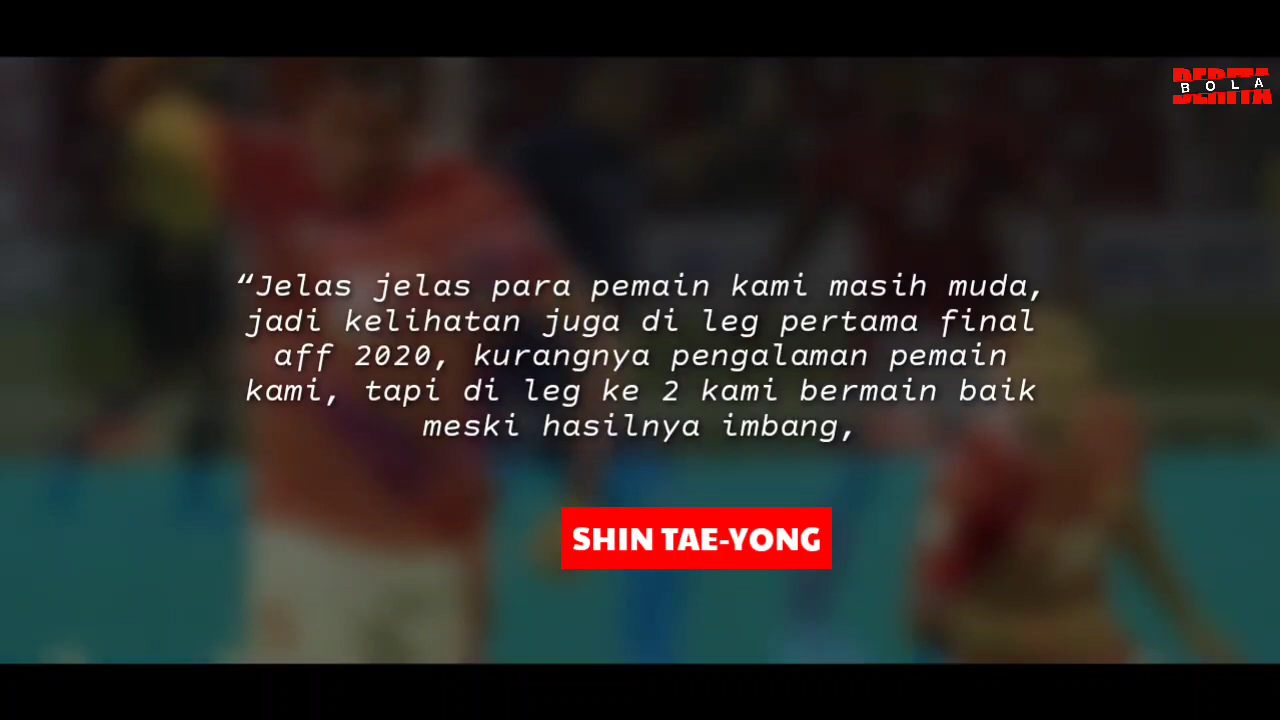 BERITA
BOLA
“Jelas jelas para pemain kami masih muda,
jadi kelihatan juga di leg pertama final
aff 2020, kurangnya pengalaman pemain
kami, tapi di leg ke 2 kami bermain baik
meski hasilnya imbang,
SHIN TAE-YONG